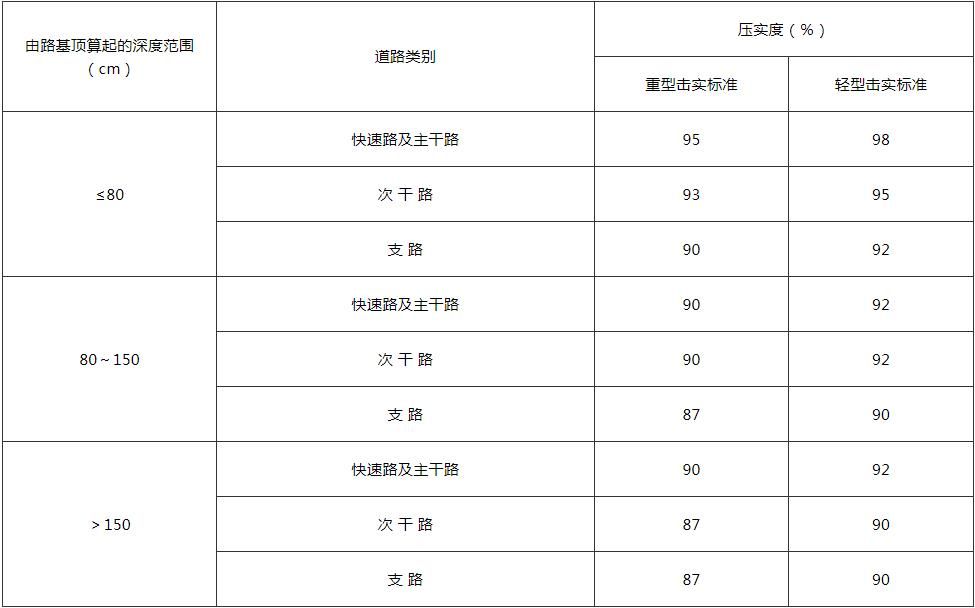 由路基顶算起的深度范围
（cm）
道路类别
压实度（%）
重型击实标准
轻型击实标准
≤80
快速路及主干路
95
98
次 干 路
93
95
支 路
90
92
80～150
快速路及主干路
90
92
次 干 路
90
92
支 路
87
90
＞150
快速路及主干路
90
92
次 干 路
87
90
支 路
87
90